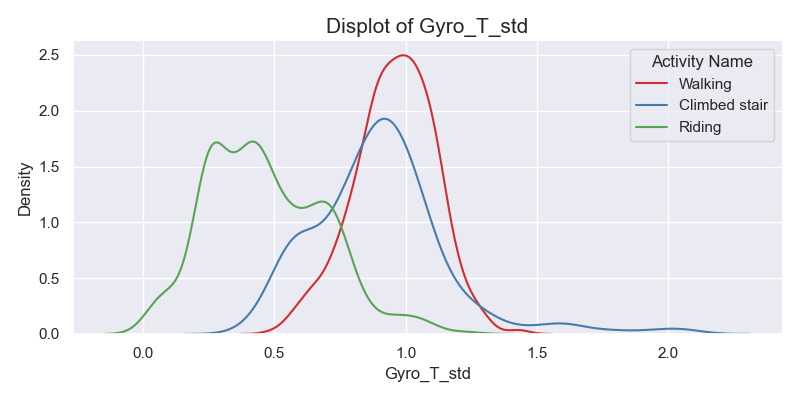 Displot of Gyro_T_std
Density
2.5
2.0
1.5
1.0
0.5
0.0
Activity Name
Walking
Climbed stair
Riding
0.0 0.5 1.0 1.5 2.0
Gyro_T_std